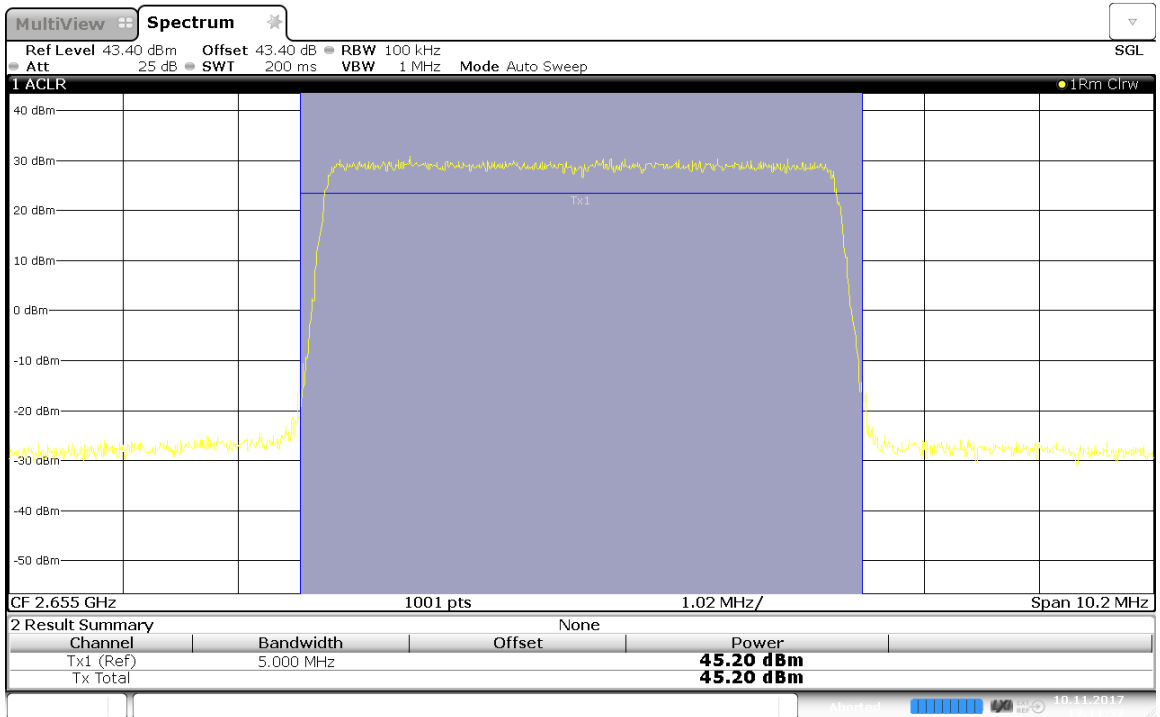 MultiView Spectrum
Ref Level 43.40 dBm Offset 43.40 dB RBW 100 kHz SGL
Att 25 dB SWT 200 ms VBW 1 MHz Mode Auto Sweep
1 ACLR 1Rm Clrw
40 dBm
30 dBm
Tx1
20 dBm
10 dBm
0 dBm
-10 dBm
-20 dBm
-30 dBm
-40 dBm
-50 dBm
CF 2.655 GHz 1001 pts 1.02 MHz/ Span 10.2 MHz
2 Result Summary None
Channel Bandwidth Offset Power
Tx1 (Ref) 5.000 MHz 45.20 dBm
Tx Total 45.20 dBm
Aborted 10.11.2017